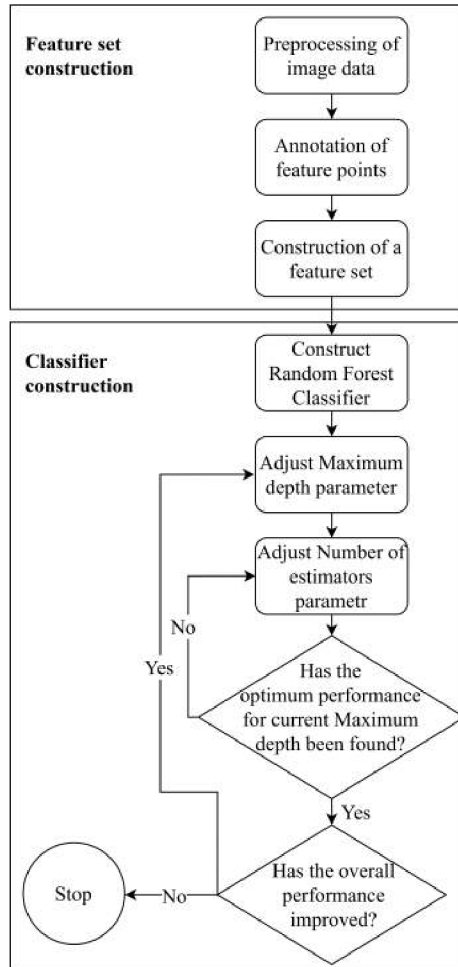 Feature set
construction
Preprocessing of
image data
Annotation of
feature points
Construction of a
feature set
Classifier
construction
Construct
Random Forest
Classifier
Adjust Maximum
depth parameter
Adjust Number of
estimators
parametr
No
Yes
Has the
optimum performance
for current Maximum
depth been found?
Yes
Has the overall
performance
improved?
No
Stop